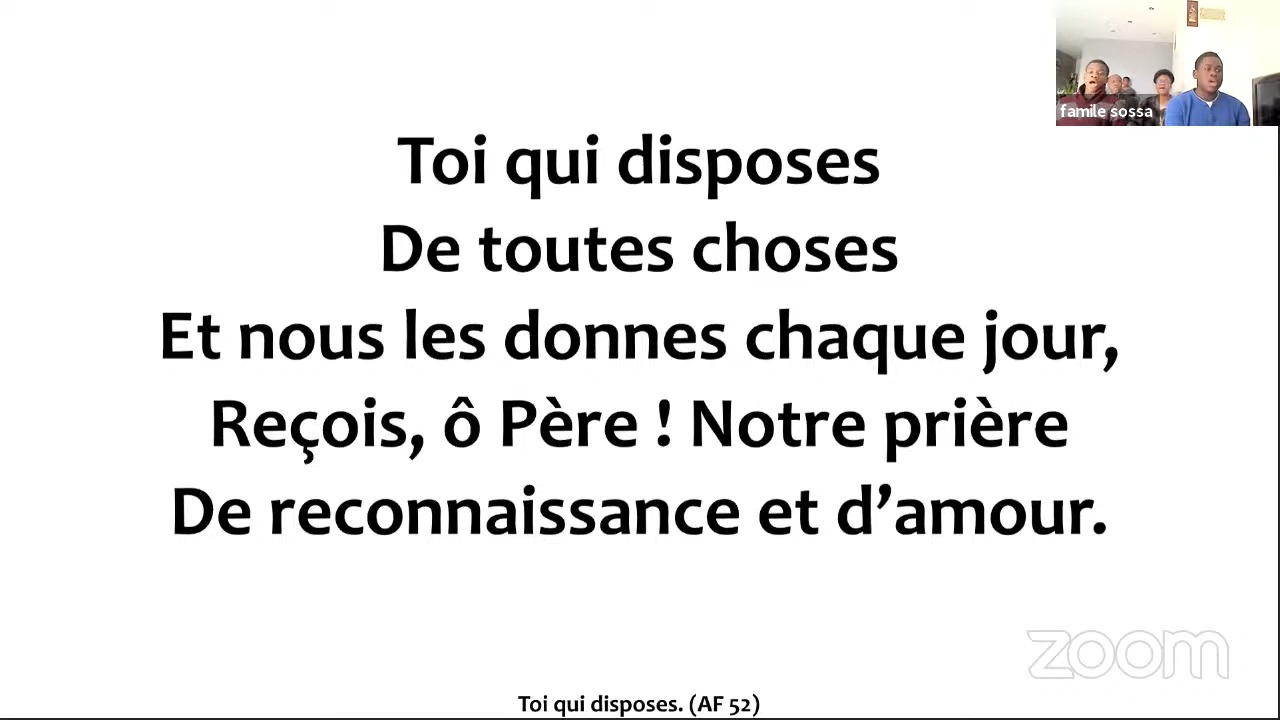 famile sossa
Toi qui disposes
De toutes choses
Et nous les donnes chaque jour,
Reçois, ô Père ! Notre prière
De reconnaissance et d’amour.
zoom
Toi qui disposes. (AF 52)